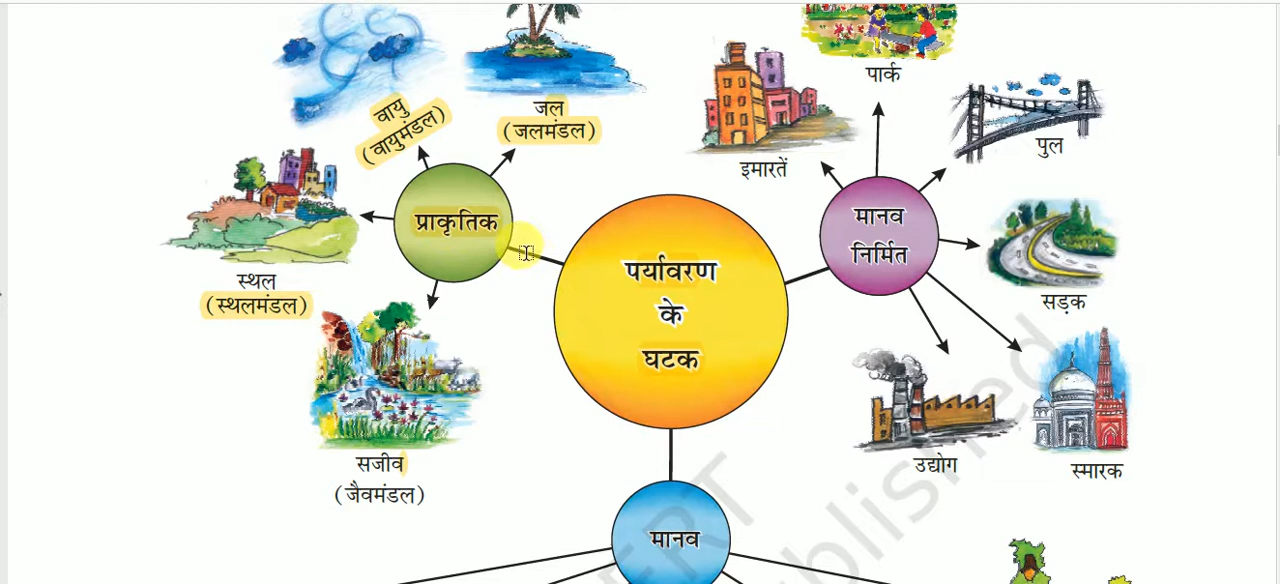 वायु
(वायुमंडल)
जल
(जलमंडल)
स्थल
(स्थलमंडल)
प्राकृतिक
सजीव
(जैवमंडल)
पर्यावरण
के
घटक
मानव
निर्मित
इमारतें
पार्क
पुल
सड़क
उद्योग
स्मारक
मानव